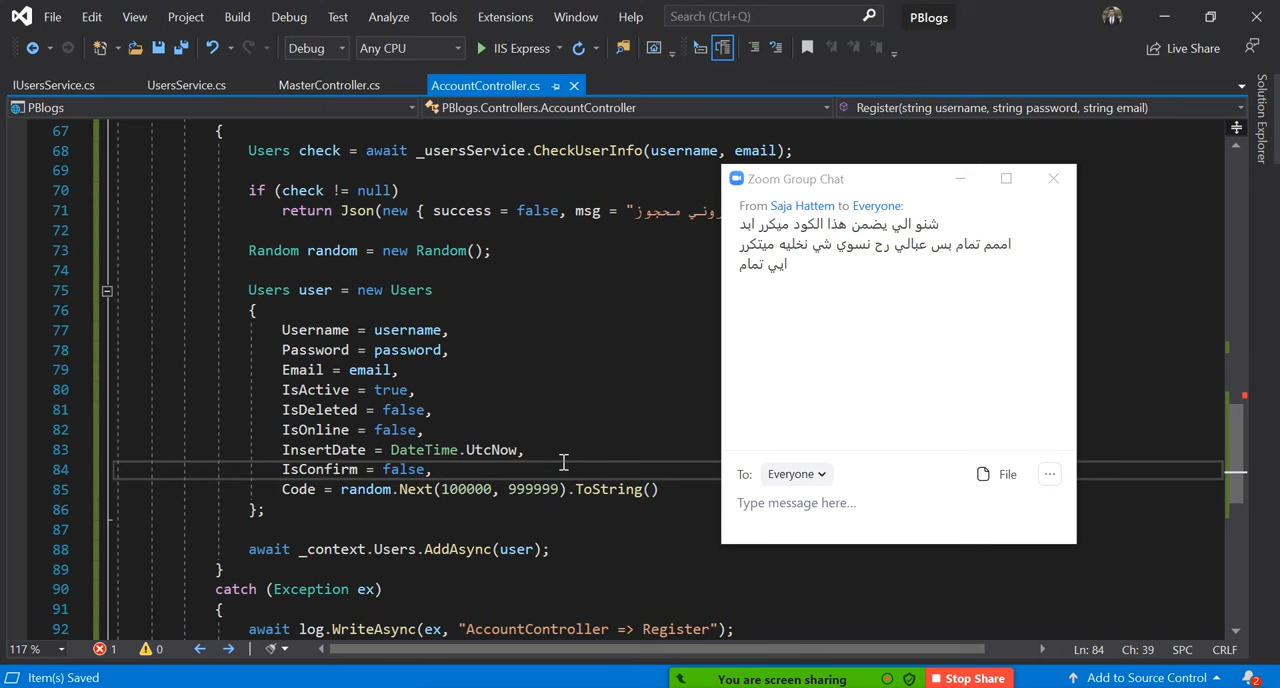 File Edit View Project Build Debug Test Analyze Tools Extensions Window Help Search (Ctrl+Q) PBlogs
Debug Any CPU IIS Express Live Share
IUsersService.cs UsersService.cs MasterController.cs AccountController.cs
PBlogs PBlogs.Controllers.AccountController Register(string username, string password, string email)
67 {
68 Users check = await _usersService.CheckUserInfo(username, email);
69
70 if (check != null)
71 return Json(new { success = false, msg = "روني محجوز
72
73 Random random = new Random();
74
75 Users user = new Users
76 {
77 Username = username,
78 Password = password,
79 Email = email,
80 IsActive = true,
81 IsDeleted = false,
82 IsOnline = false,
83 InsertDate = DateTime.UtcNow,
84 IsConfirm = false,
85 Code = random.Next(100000, 999999).ToString()
86 };
87
88 await _context.Users.AddAsync(user);
89 }
90 catch (Exception ex)
91 {
92 await log.WriteAsync(ex, "AccountController => Register");
Zoom Group Chat
From Saja Hattem to Everyone:
شنو الي يضمن هذا الكود ميكرر ابد
اممم تمام بس عبالي رح نسوي شي نخليه ميتكرر
ايي تمام
To: Everyone File ...
Type message here...
Solution Explorer
117 % 1 0 Ln: 84 Ch: 39 SPC CRLF
Item(s) Saved You are screen sharing Stop Share Add to Source Control 2